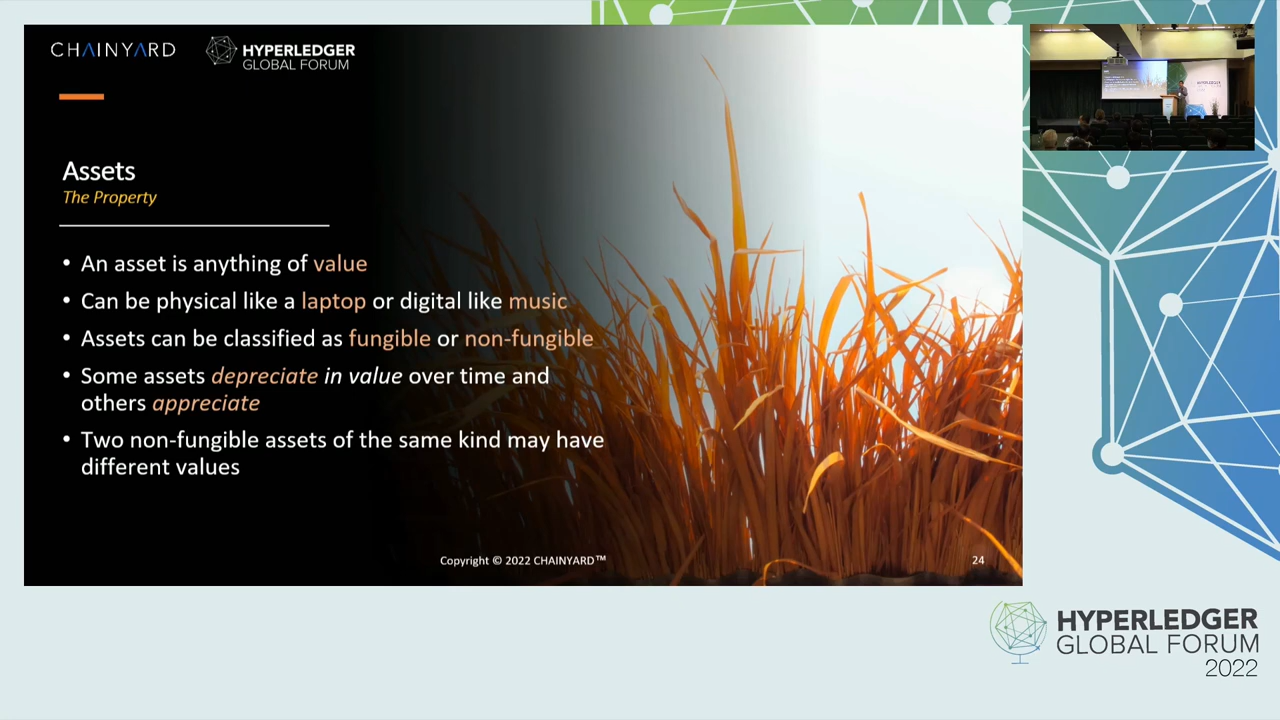 CHAINYARD
HYPERLEDGER
GLOBAL FORUM
Assets
The Property
• An asset is anything of value
• Can be physical like a laptop or digital like music
• Assets can be classified as fungible or non-fungible
• Some assets depreciate in value over time and
others appreciate
• Two non-fungible assets of the same kind may have
different values
Copyright © 2022 CHAINYARD™
24
HYPERLEDGER
GLOBAL FORUM
2022